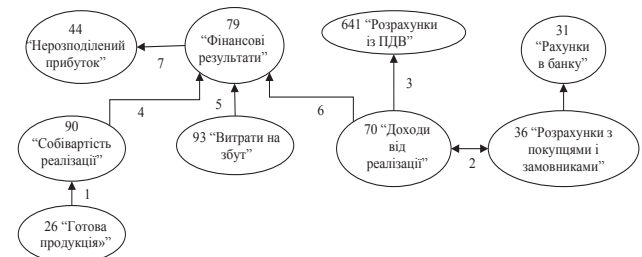 44
“Нерозподілений
прибуток”
79
“Фінансові
результати”
641 “Розрахунки
із ПДВ”
31
“Рахунки
в банку”
7
4
5
6
3
90
“Собівартість
реалізації”
93 “Витрати на
збут”
70 “Доходи
від
реалізації”
2
36 “Розрахунки з
покупцями і
замовниками”
1
26 “Готова
продукція»”